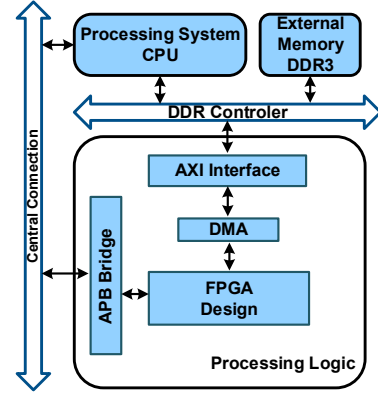 Processing System
CPU
External
Memory
DDR3
DDR Controler
Central Connection
AXI Interface
DMA
APB Bridge
FPGA
Design
Processing Logic